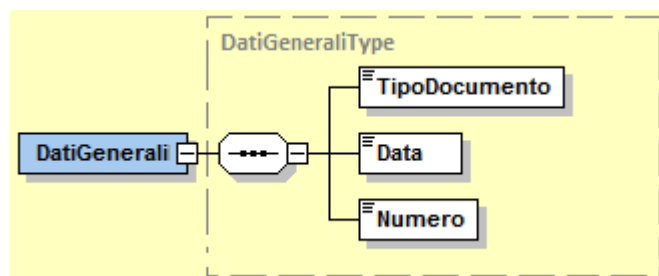 DatiGeneraliType
TipoDocumento
DatiGenerali
Data
Numero